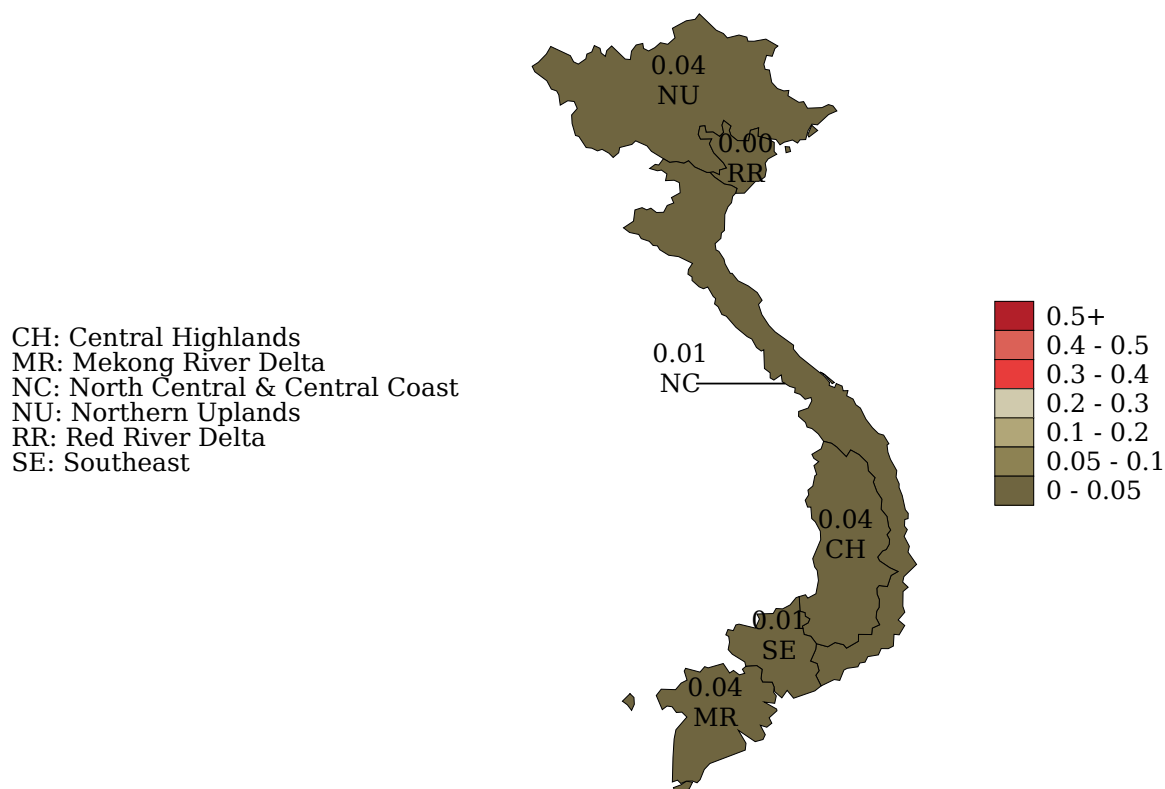 0.04
NU
0.00
RR
0.01
NC
CH: Central Highlands
MR: Mekong River Delta
NC: North Central & Central Coast
NU: Northern Uplands
RR: Red River Delta
SE: Southeast
0.5+
0.4 - 0.5
0.3 - 0.4
0.2 - 0.3
0.1 - 0.2
0.05 - 0.1
0 - 0.05
0.04
CH
0.01
SE
0.04
MR